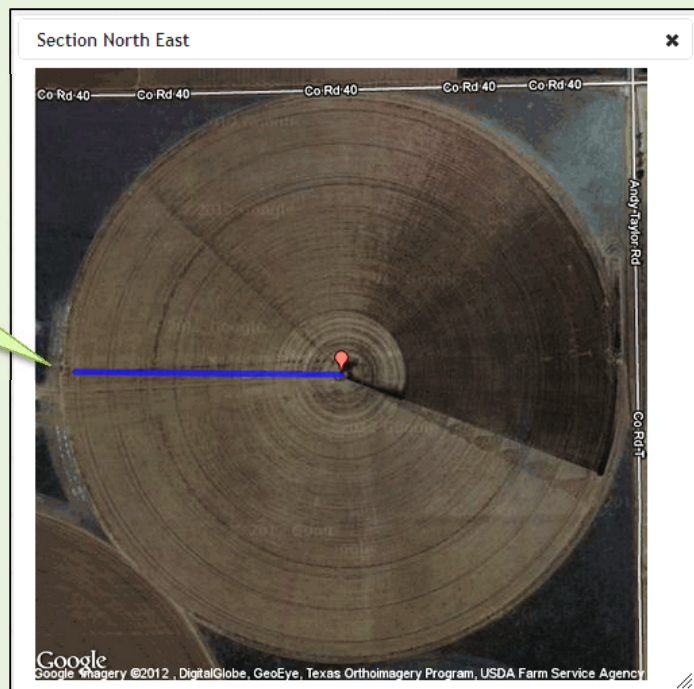 Section North East ✖
Co Rd 40 Co Rd 40 Co Rd 40 Co Rd 40 Co Rd 40
Andy Taylor Rd
Co Rd T
Google
Google Imagery ©2012 , DigitalGlobe, GeoEye, Texas Orthoimagery Program, USDA Farm Service Agency